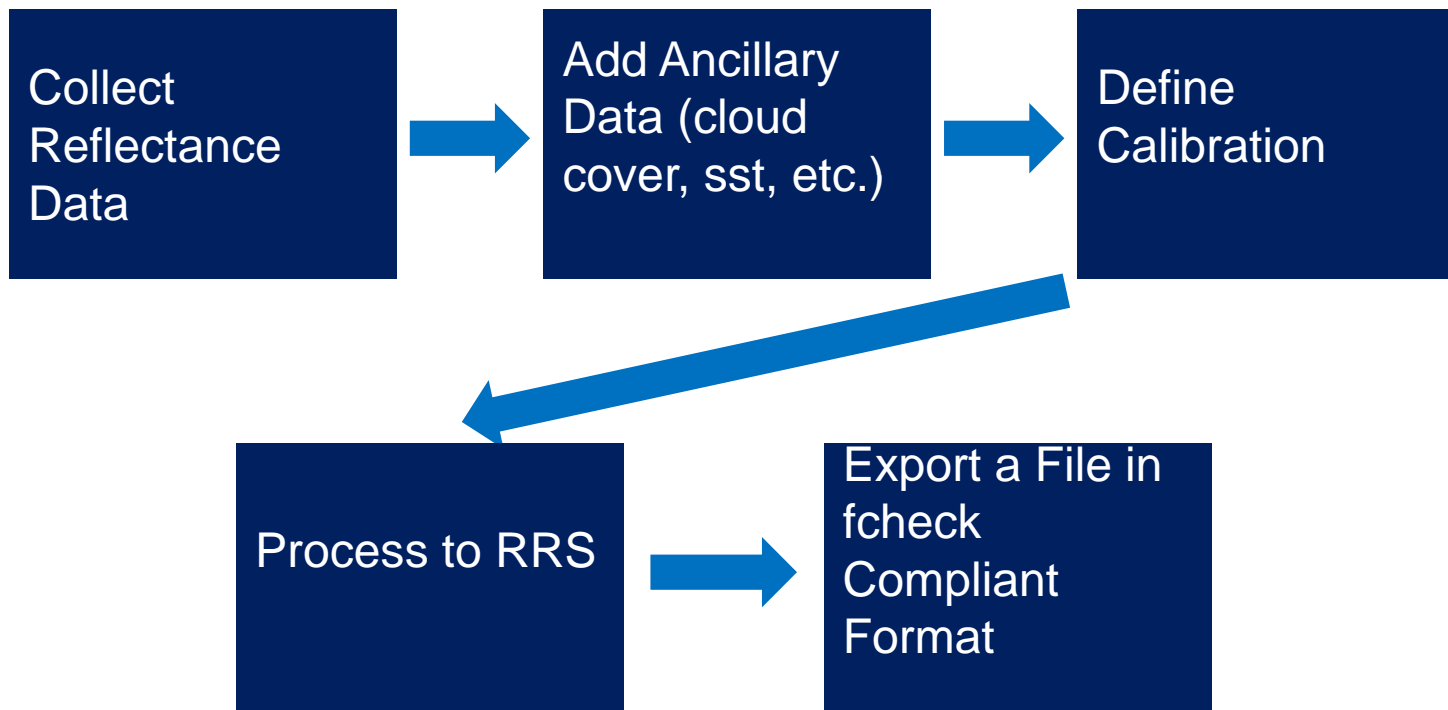 Collect
Reflectance
Data
Add Ancillary
Data (cloud
cover, sst, etc.)
Define
Calibration
Process to RRS
Export a File in
fcheck
Compliant
Format